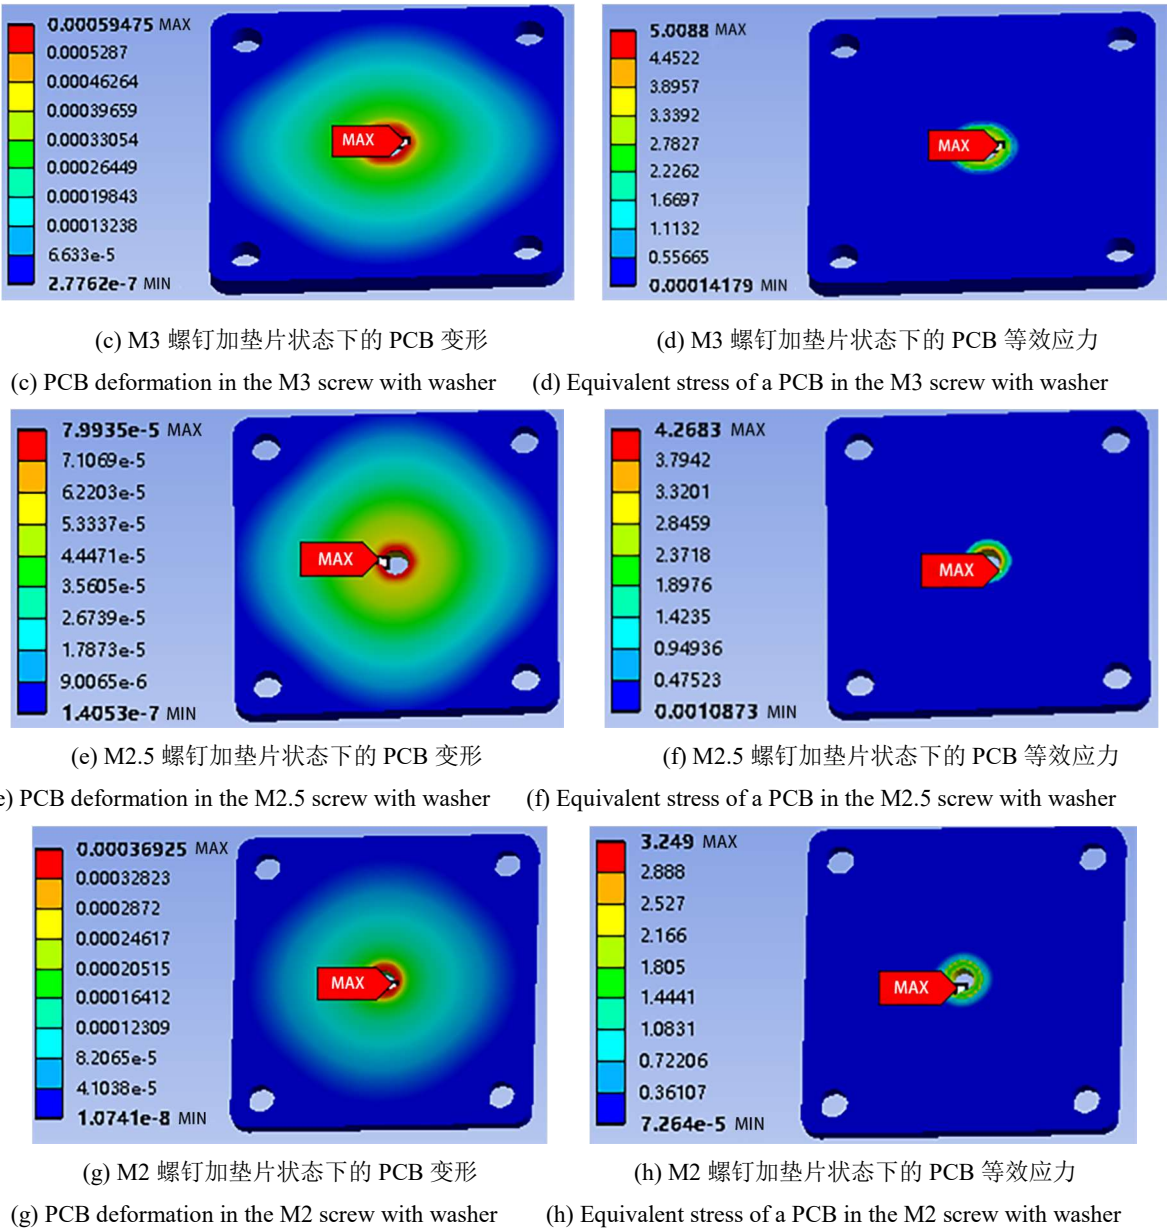 0.00059475 MAX
0.0005287
0.00046264
0.00039659
0.00033054
0.00026449
0.00019843
0.00013238
6.633e-5
2.7762e-7 MIN
MAX
5.0088 MAX
4.4522
3.8957
3.3392
2.7827
2.2262
1.6697
1.1132
0.55665
0.00014179 MIN
MAX
(c) M3 螺钉加垫片状态下的 PCB 变形
(d) M3 螺钉加垫片状态下的 PCB 等效应力
(c) PCB deformation in the M3 screw with washer
(d) Equivalent stress of a PCB in the M3 screw with washer
7.9935e-5 MAX
7.1069e-5
6.2203e-5
5.3337e-5
4.4471e-5
3.5605e-5
2.6739e-5
1.7873e-5
9.0065e-6
1.4053e-7 MIN
MAX
4.2683 MAX
3.7942
3.3201
2.8459
2.3718
1.8976
1.4235
0.94936
0.47523
0.0010873 MIN
MAX
(e) M2.5 螺钉加垫片状态下的 PCB 变形
(f) M2.5 螺钉加垫片状态下的 PCB 等效应力
e) PCB deformation in the M2.5 screw with washer
(f) Equivalent stress of a PCB in the M2.5 screw with washer
0.00036925 MAX
0.00032823
0.0002872
0.00024617
0.00020515
0.00016412
0.00012309
8.2065e-5
4.1038e-5
1.0741e-8 MIN
MAX
3.249 MAX
2.888
2.527
2.166
1.805
1.4441
1.0831
0.72206
0.36107
7.264e-5 MIN
MAX
(g) M2 螺钉加垫片状态下的 PCB 变形
(h) M2 螺钉加垫片状态下的 PCB 等效应力
(g) PCB deformation in the M2 screw with washer
(h) Equivalent stress of a PCB in the M2 screw with washer